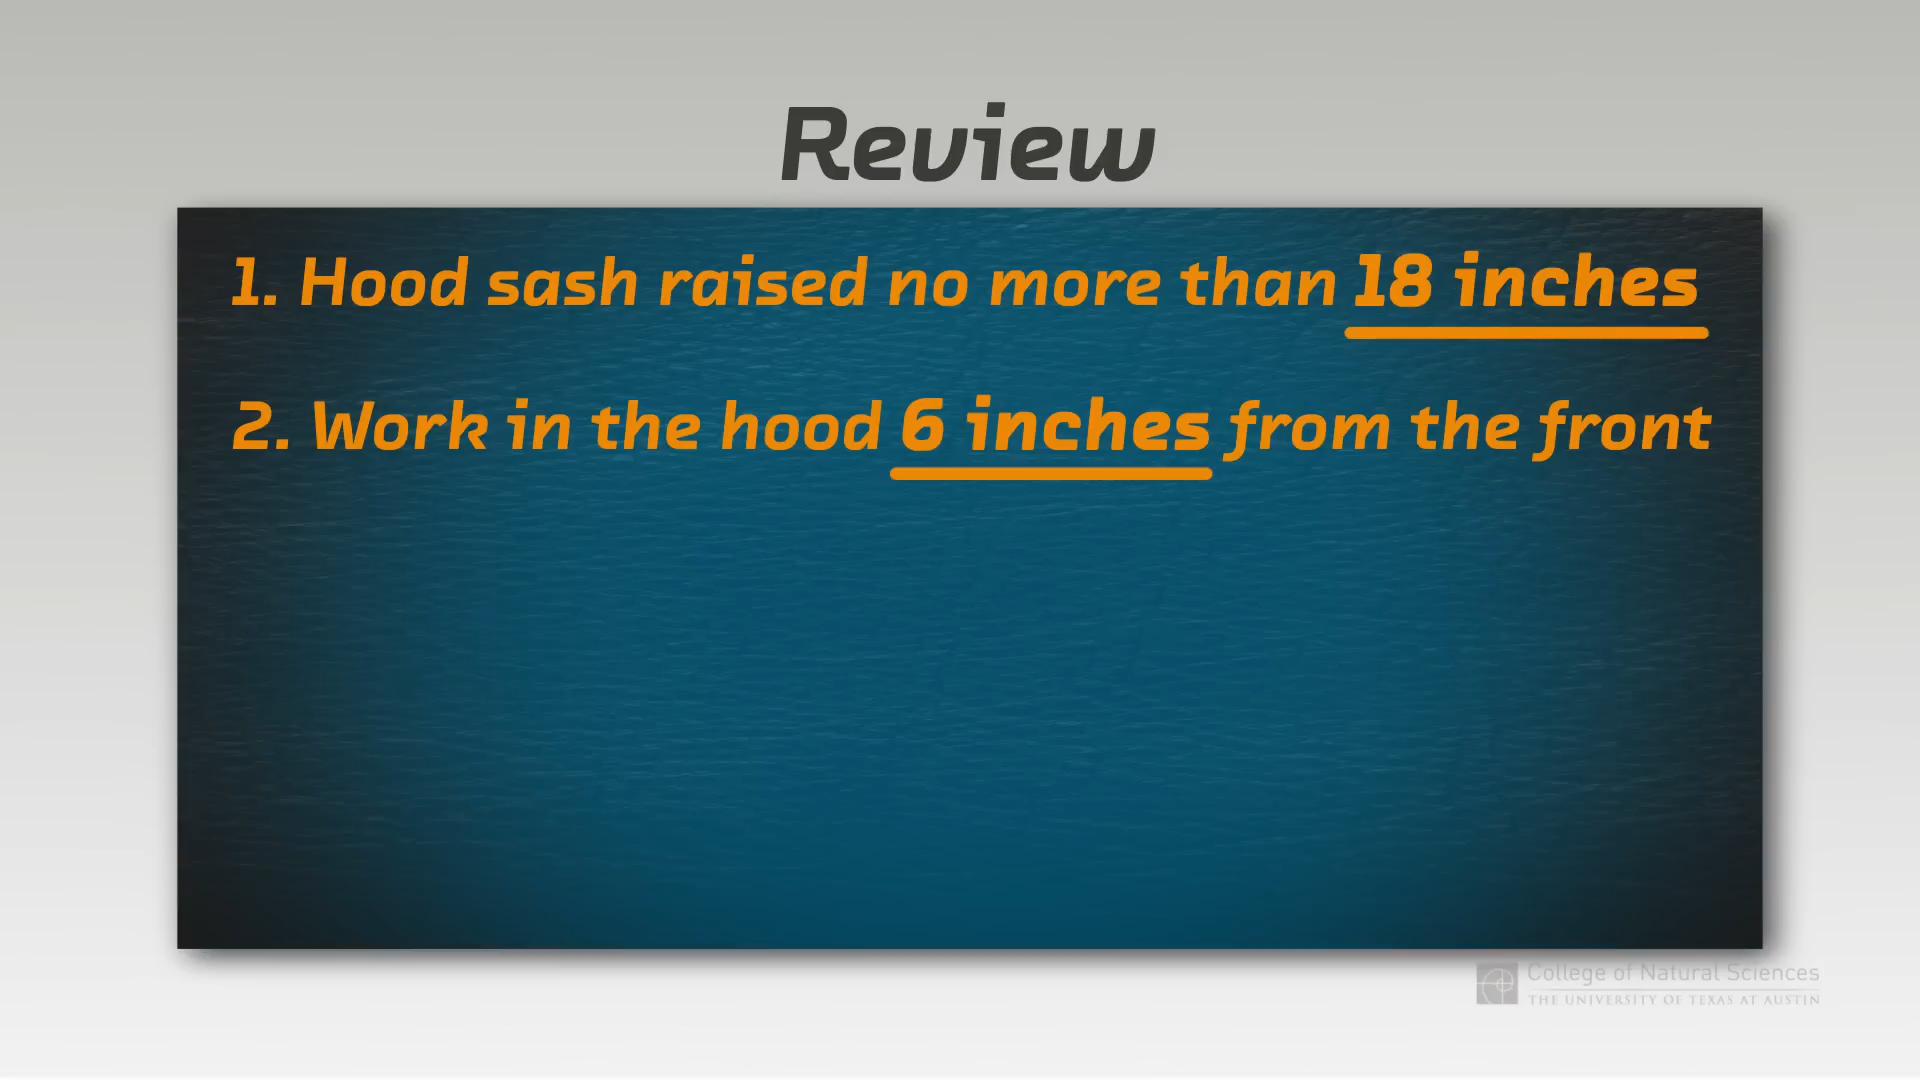 Review
1. Hood sash raised no more than 18 inches
2. Work in the hood 6 inches from the front
College of Natural Sciences
THE UNIVERSITY OF TEXAS AT AUSTIN